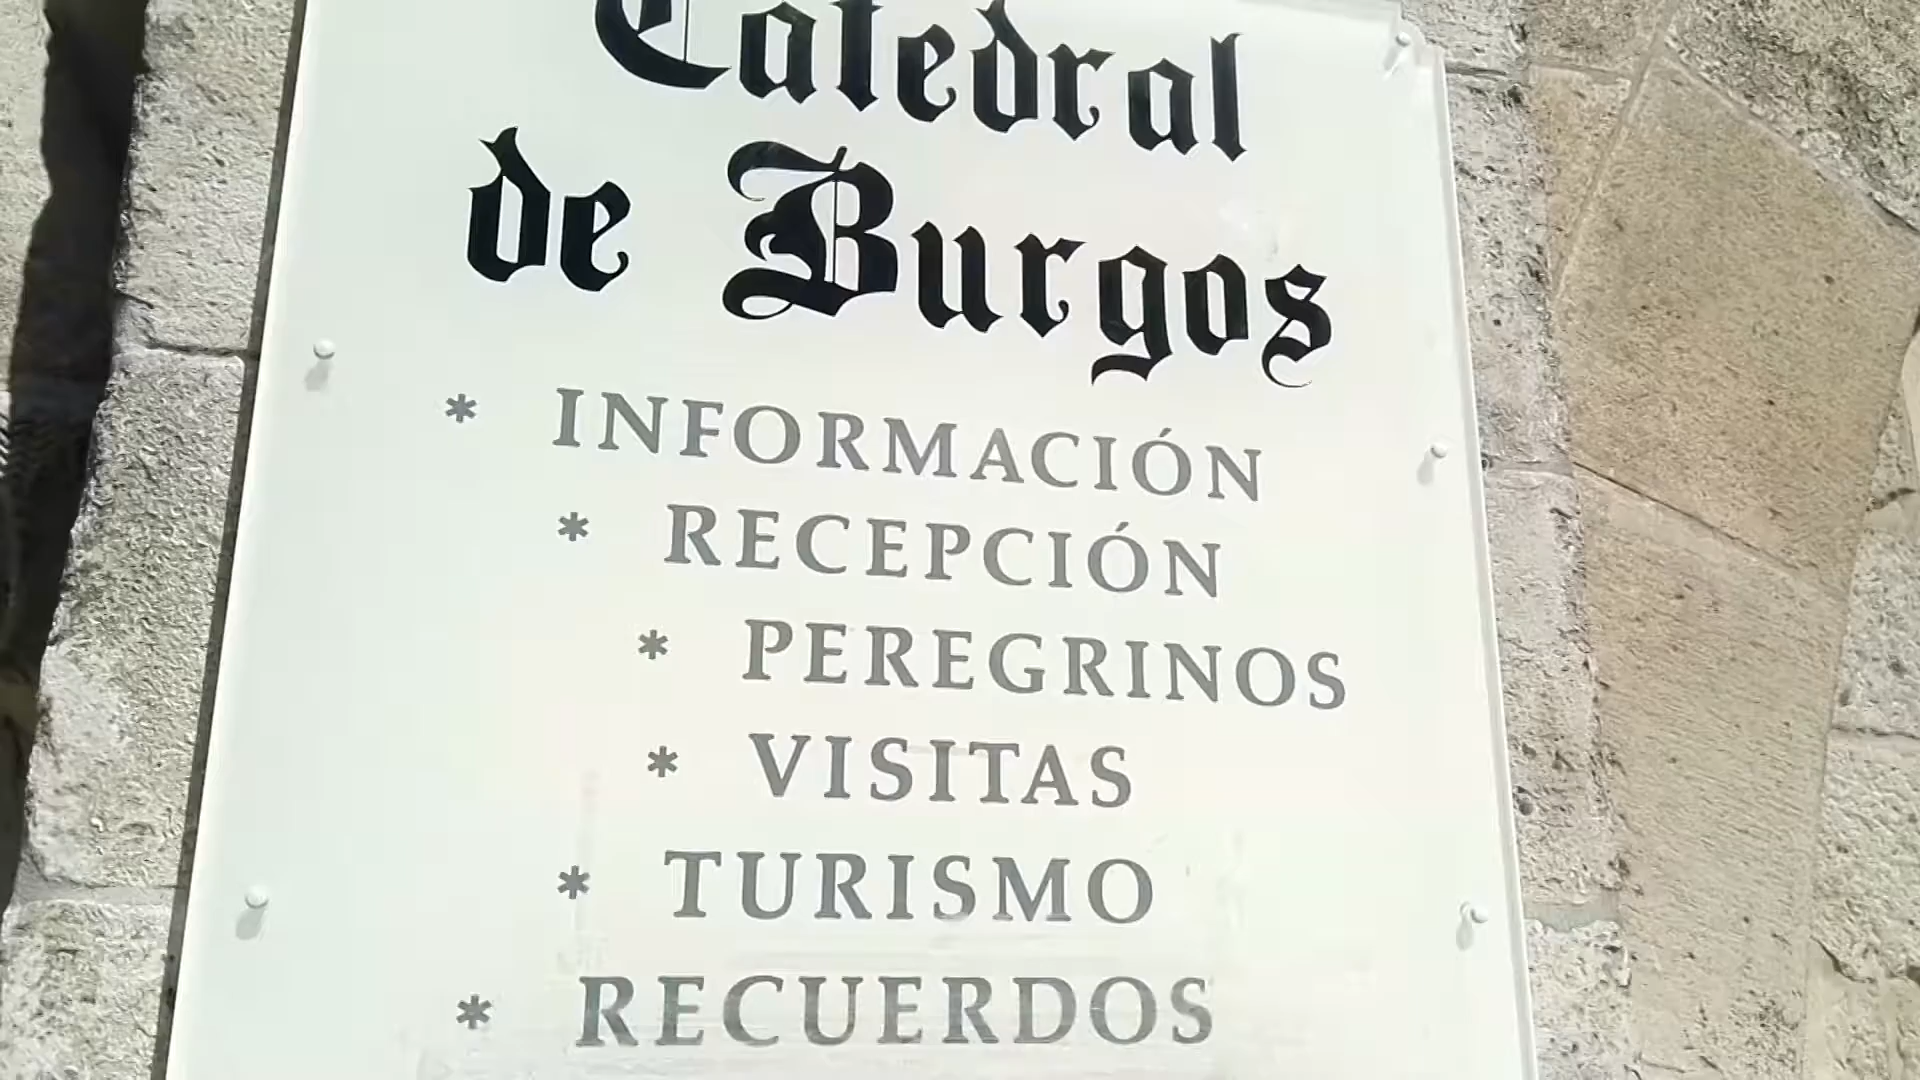 Catedral
de Burgos
* INFORMACIÓN
* RECEPCIÓN
* PEREGRINOS
* VISITAS
* TURISMO
* RECUERDOS